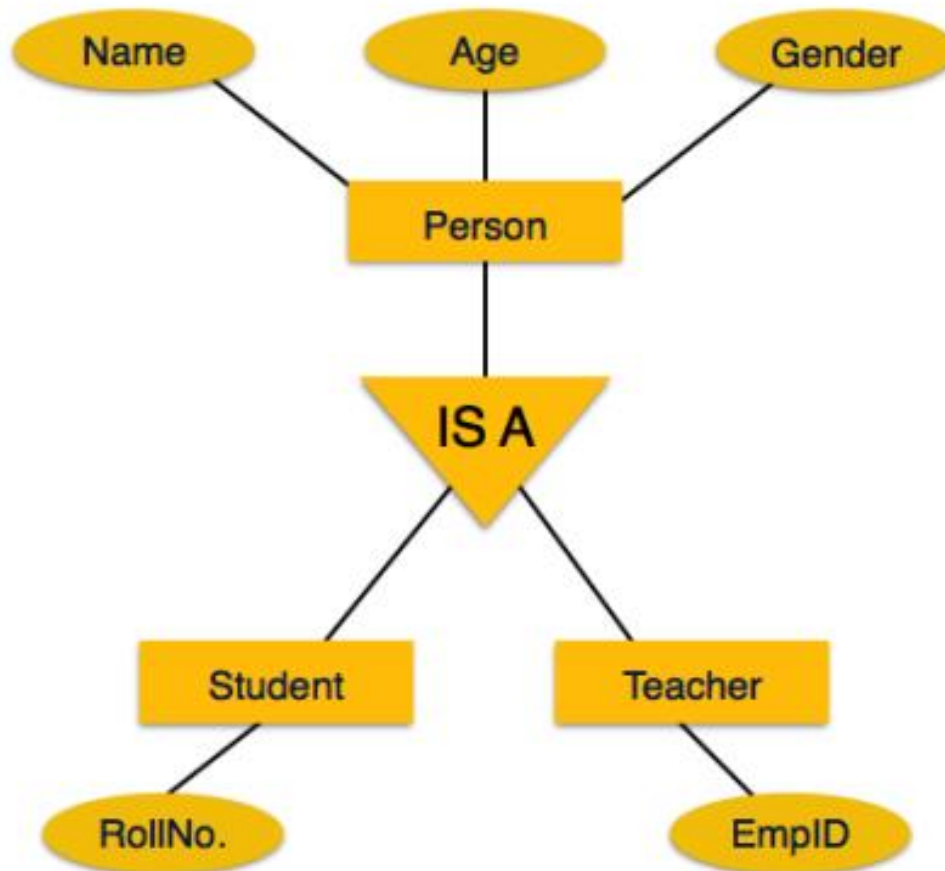 Name
Age
Gender
Person
IS A
Student
Teacher
RollNo.
EmpID